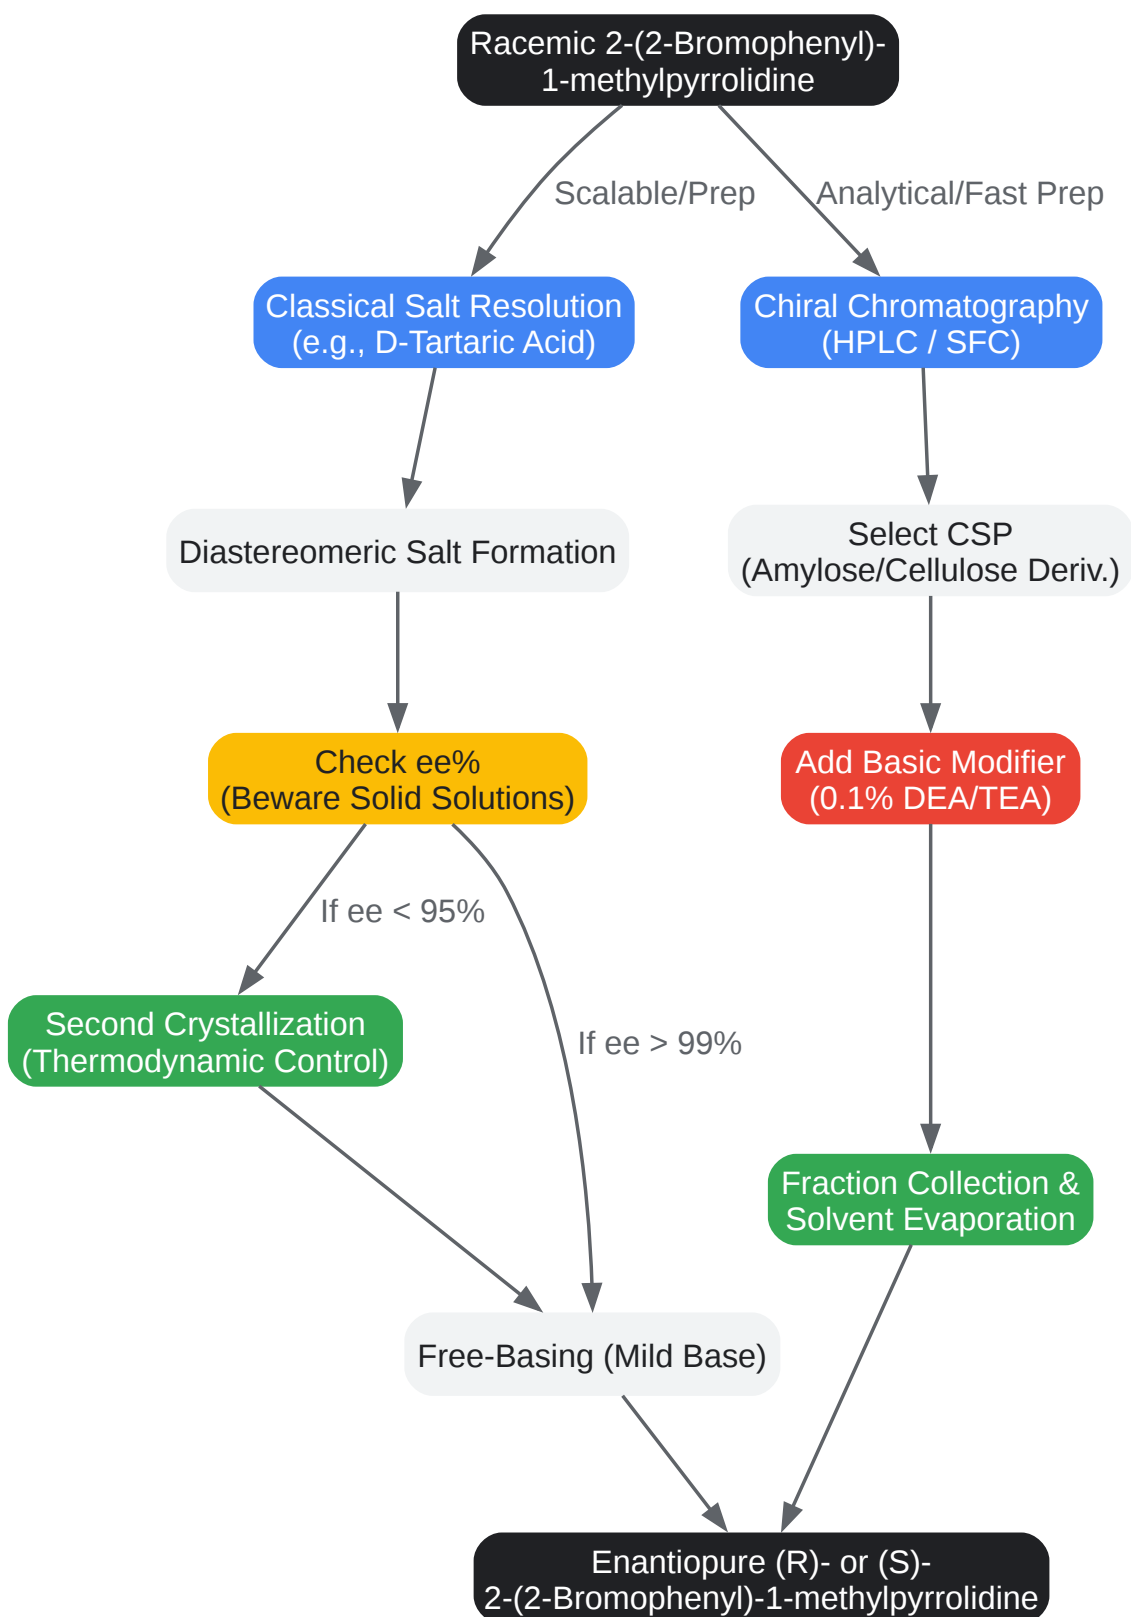 Racemic 2-(2-Bromophenyl)-
1-methylpyrrolidine
Scalable/Prep
Analytical/Fast Prep
Classical Salt Resolution
(e.g., D-Tartaric Acid)
Chiral Chromatography
(HPLC / SFC)
Diastereomeric Salt Formation
Select CSP
(Amylose/Cellulose Deriv.)
Check ee%
(Beware Solid Solutions)
Add Basic Modifier
(0.1% DEA/TEA)
If ee < 95%
If ee > 99%
Second Crystallization
(Thermodynamic Control)
Fraction Collection &
Solvent Evaporation
Free-Basing (Mild Base)
Enantiopure (R)- or (S)-
2-(2-Bromophenyl)-1-methylpyrrolidine